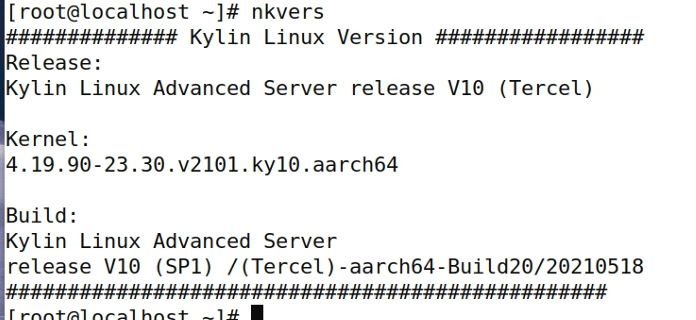 [root@localhost ~]# nkvers
############## Kylin Linux Version #################
Release:
Kylin Linux Advanced Server release V10 (Tercel)
Kernel:
4.19.90-23.30.v2101.ky10.aarch64
Build:
Kylin Linux Advanced Server
release V10 (SP1) /(Tercel)-aarch64-Build20/20210518
#################################################
[root@localhost ~]#